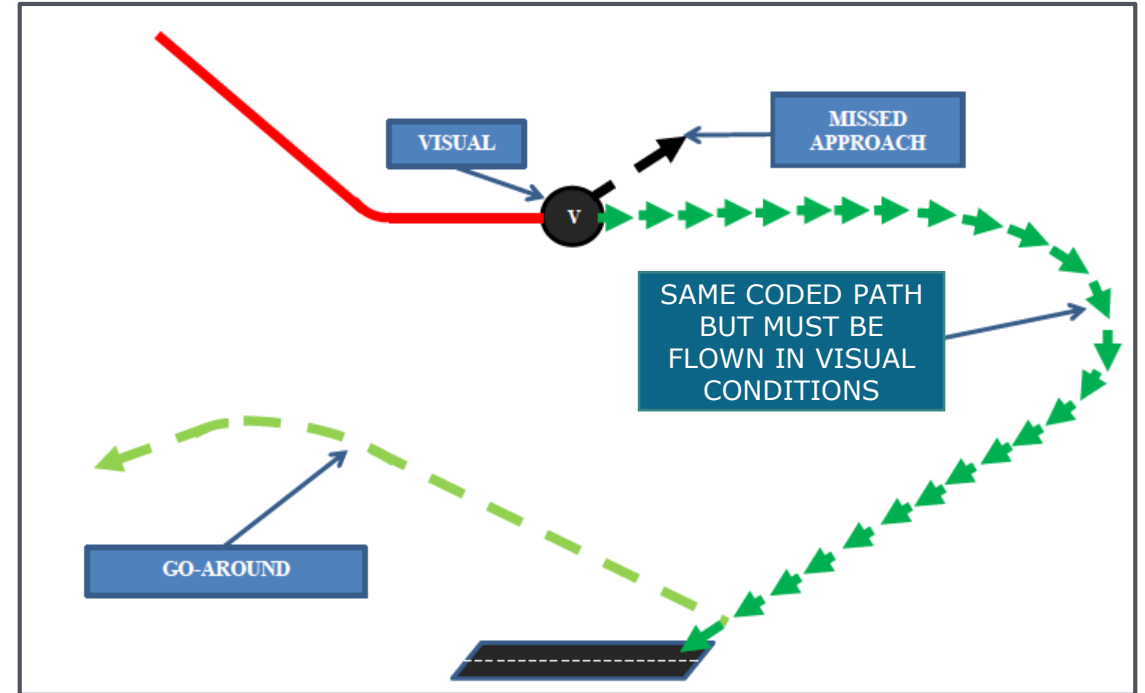 VISUAL
MISSED
APPROACH
V
SAME CODED PATH
BUT MUST BE
FLOWN IN VISUAL
CONDITIONS
GO-AROUND